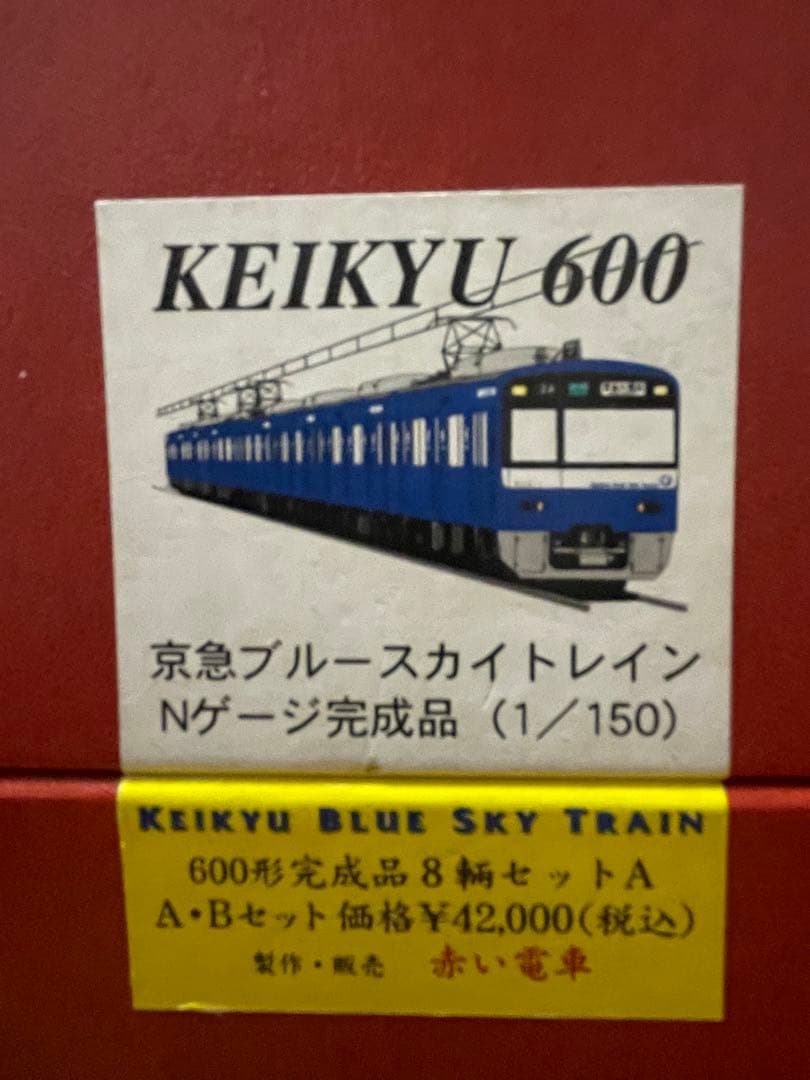 KEIKYU 600
京急ブルースカイトレイン
Nゲージ完成品（1／150）
KEIKYU BLUE SKY TRAIN
600形完成品8輌セットA
A・Bセット価格¥42,000(税込)
製作・販売 赤い電車